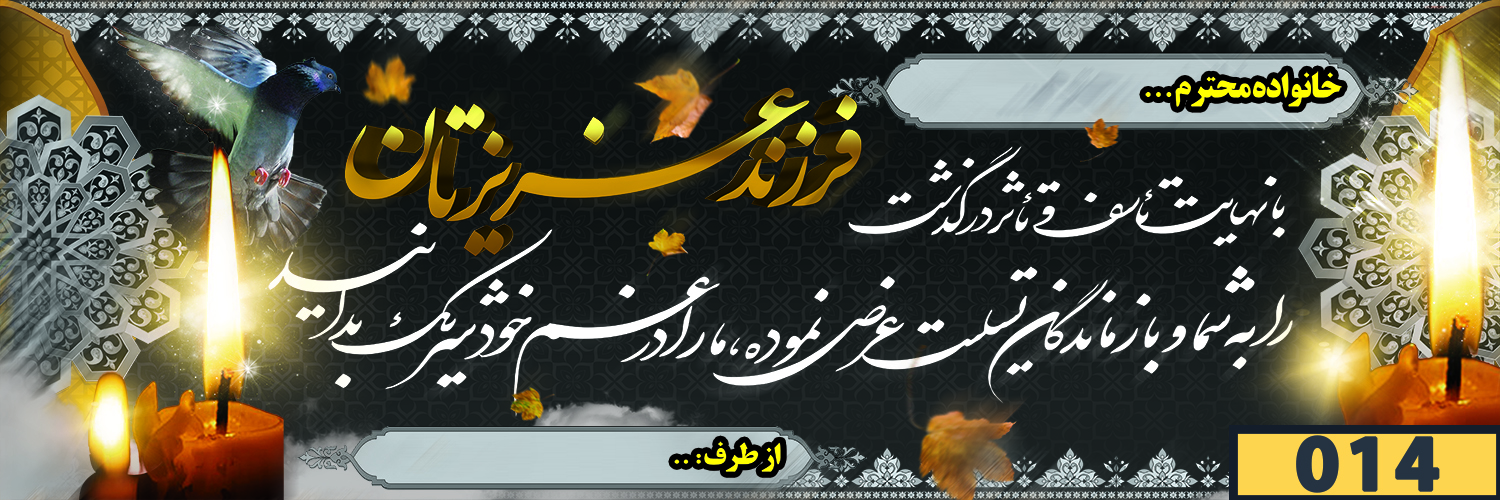 خانواده محترم...
با نهایت تأسف و تأثر درگذشت
فرزند عزیزتان
را به شما و بازماندگان تسلیت عرض نموده، ما را در غم خود شریک بدانید
از طرف:..
014